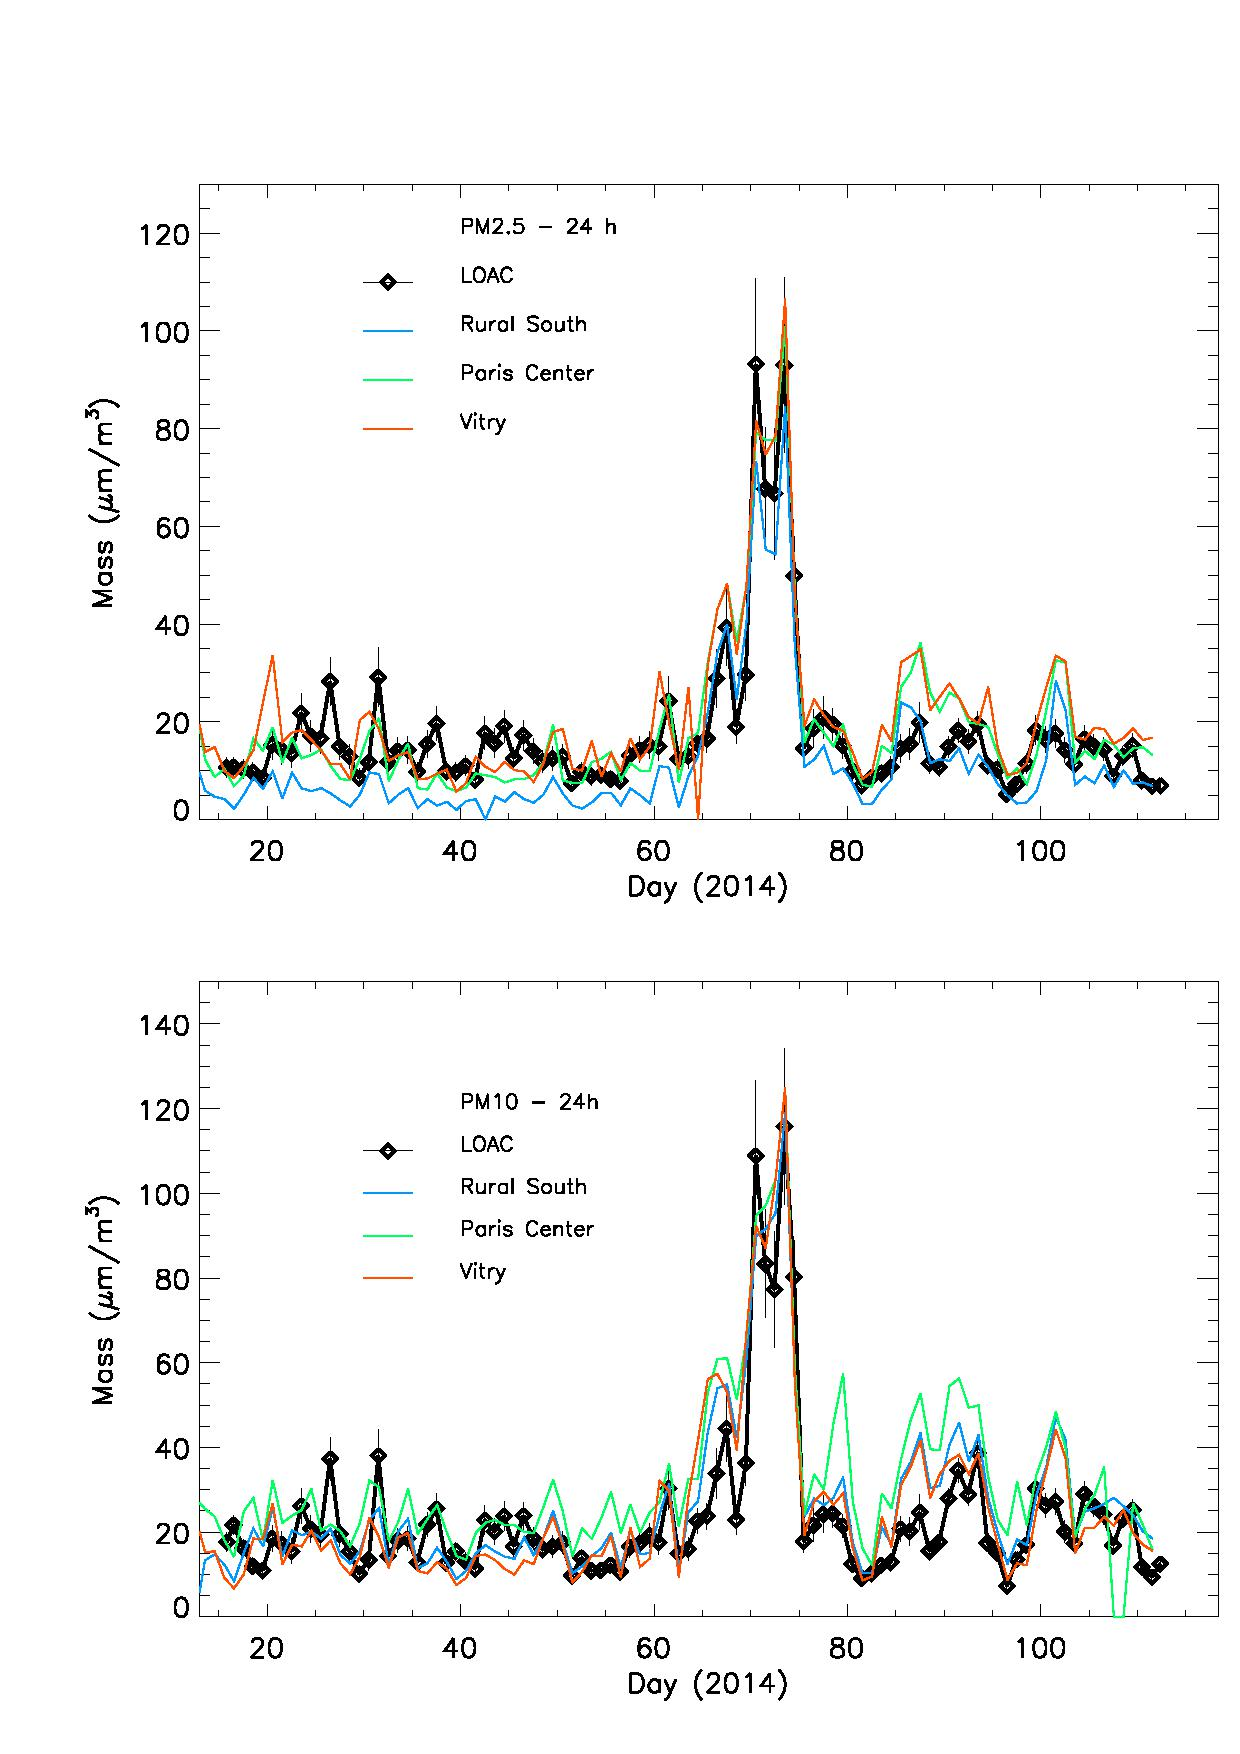 PM2.5 − 24 h
LOAC
Rural South
Paris Center
Vitry
Mass (μm/m³)
120
100
80
60
40
20
0
20 40 60 80 100
Day (2014)
PM10 − 24h
LOAC
Rural South
Paris Center
Vitry
Mass (μm/m³)
140
120
100
80
60
40
20
0
20 40 60 80 100
Day (2014)